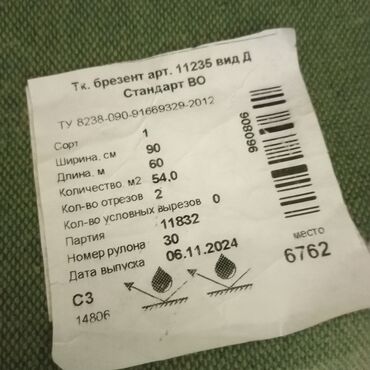 Тк. брезент арт. 11235 вид Д
Стандарт ВО
ТУ 8238-090-91669329-2012
Сорт 1
Ширина, см 90
Длина, м 60
Количество, м2 54,0
Кол-во отрезов 2
Кол-во условных вырезов 0
Партия 11832
Номер рулона 30
Дата выпуска 06.11.2024
С3
14806
960806
место
6762